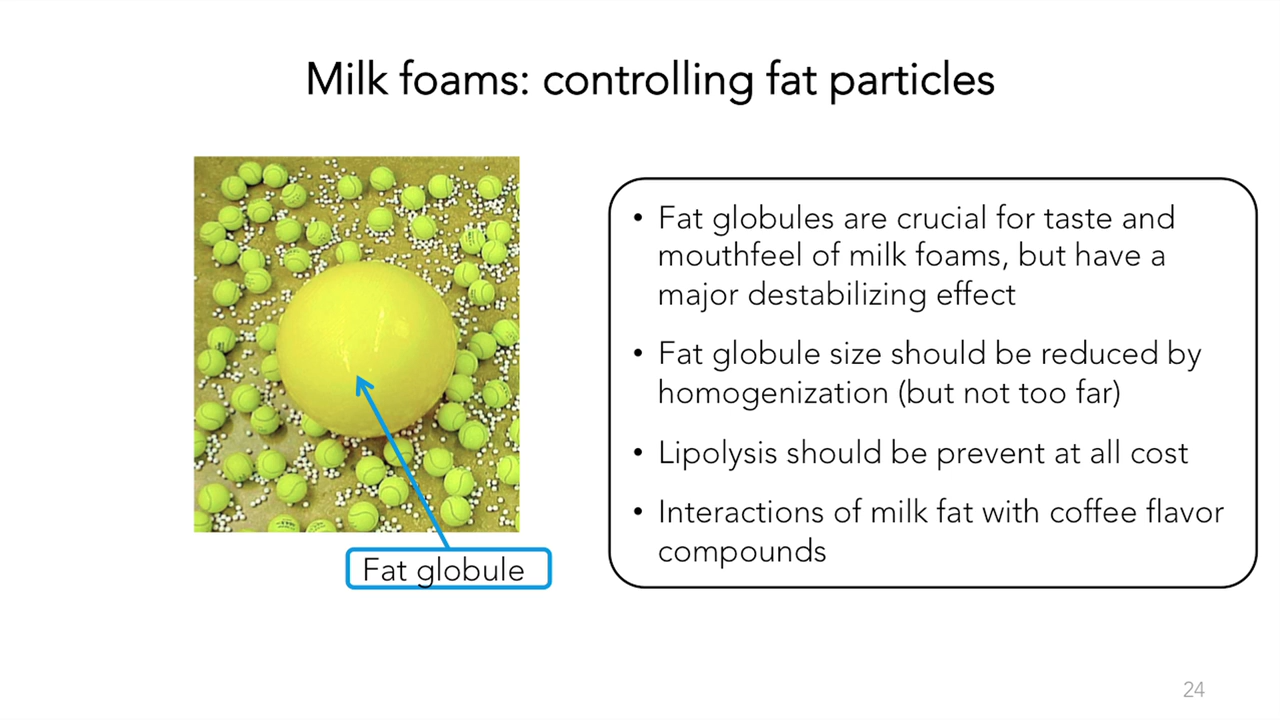 Milk foams: controlling fat particles
• Fat globules are crucial for taste and
mouthfeel of milk foams, but have a
major destabilizing effect
• Fat globule size should be reduced by
homogenization (but not too far)
• Lipolysis should be prevent at all cost
• Interactions of milk fat with coffee flavor
compounds
Fat globule
24